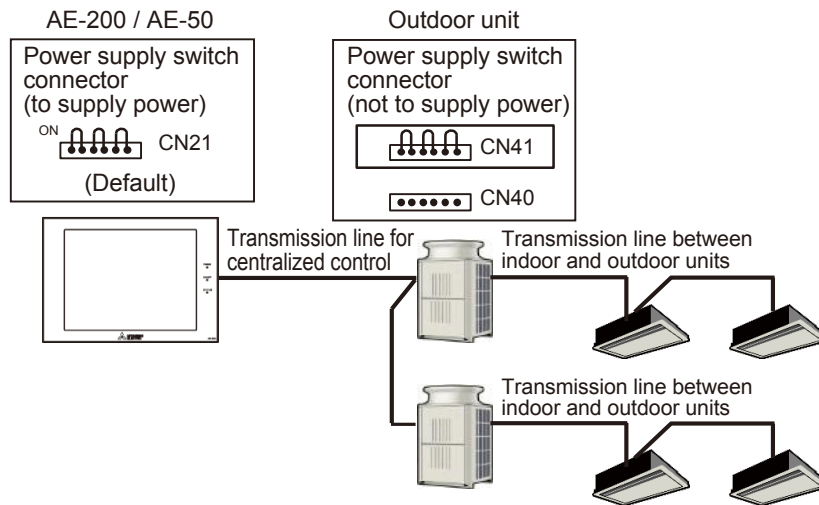 AE-200 / AE-50
Power supply switch
connector
(to supply power)
ON
CN21
(Default)
Outdoor unit
Power supply switch
connector
(not to supply power)
CN41
CN40
Transmission line for
centralized control
Transmission line between
indoor and outdoor units
Transmission line between
indoor and outdoor units